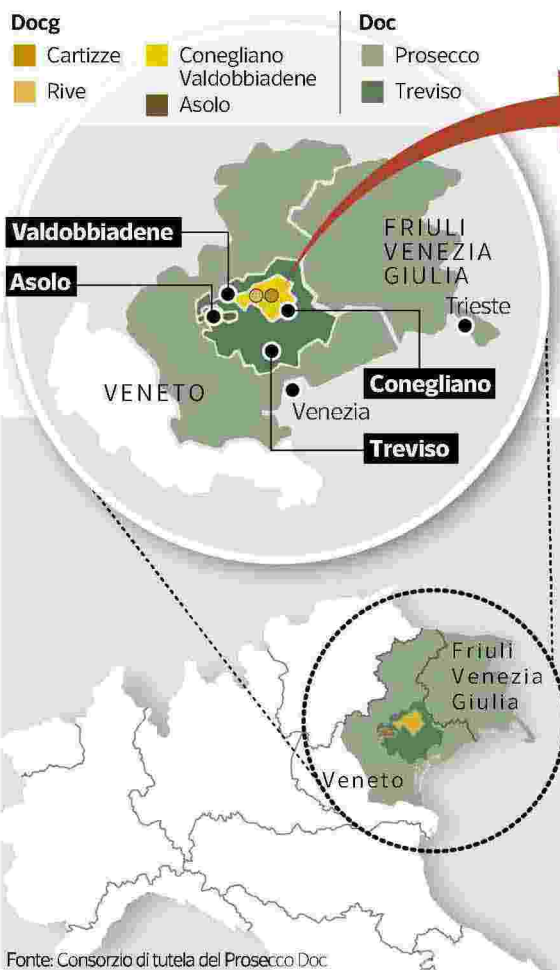 Docg
Cartizze
Rive
Conegliano
Valdobbiadene
Asolo
Doc
Prosecco
Treviso
Valdobbiadene
Asolo
FRIULI
VENEZIA
GIULIA
Trieste
VENETO
Conegliano
Venezia
Treviso
Friuli
Venezia
Giulia
Veneto
Fonte: Consorzio di tutela del Prosecco Doc